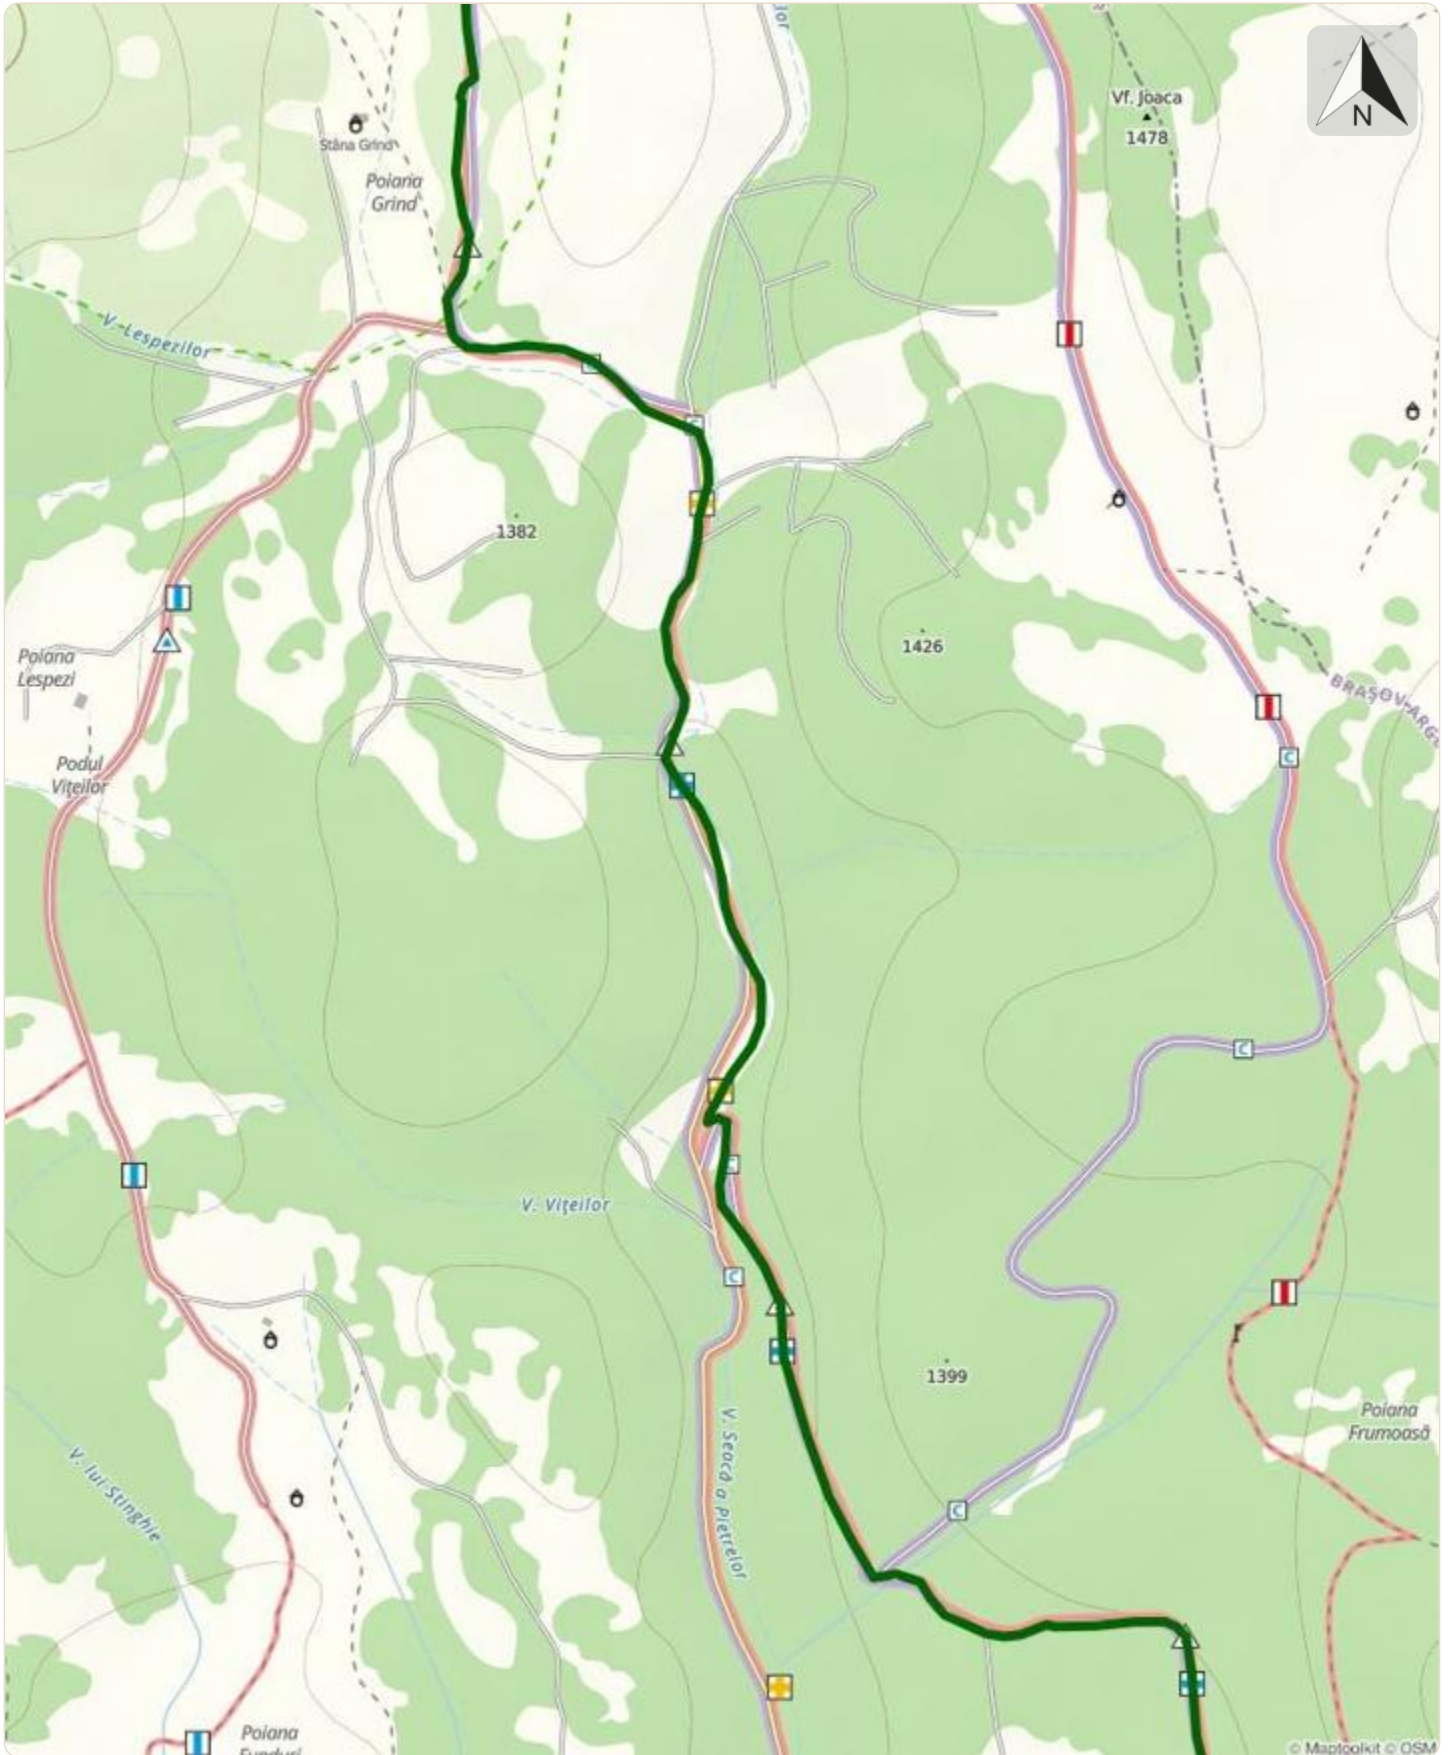 Vf. Joaca
1478
N
Stâna Grind
Poiana
Grind
V. Lespezilor
1382
1426
Poiana
Lespezi
BRAȘOV-ARG
Podul
Vițeilor
C
C
V. Vițeilor
C
C
1399
Poiana
Frumoasă
V. Seacă a Pietrelor
V. lui Stinghie
C
Poiana
© Maptoolkit © OSM